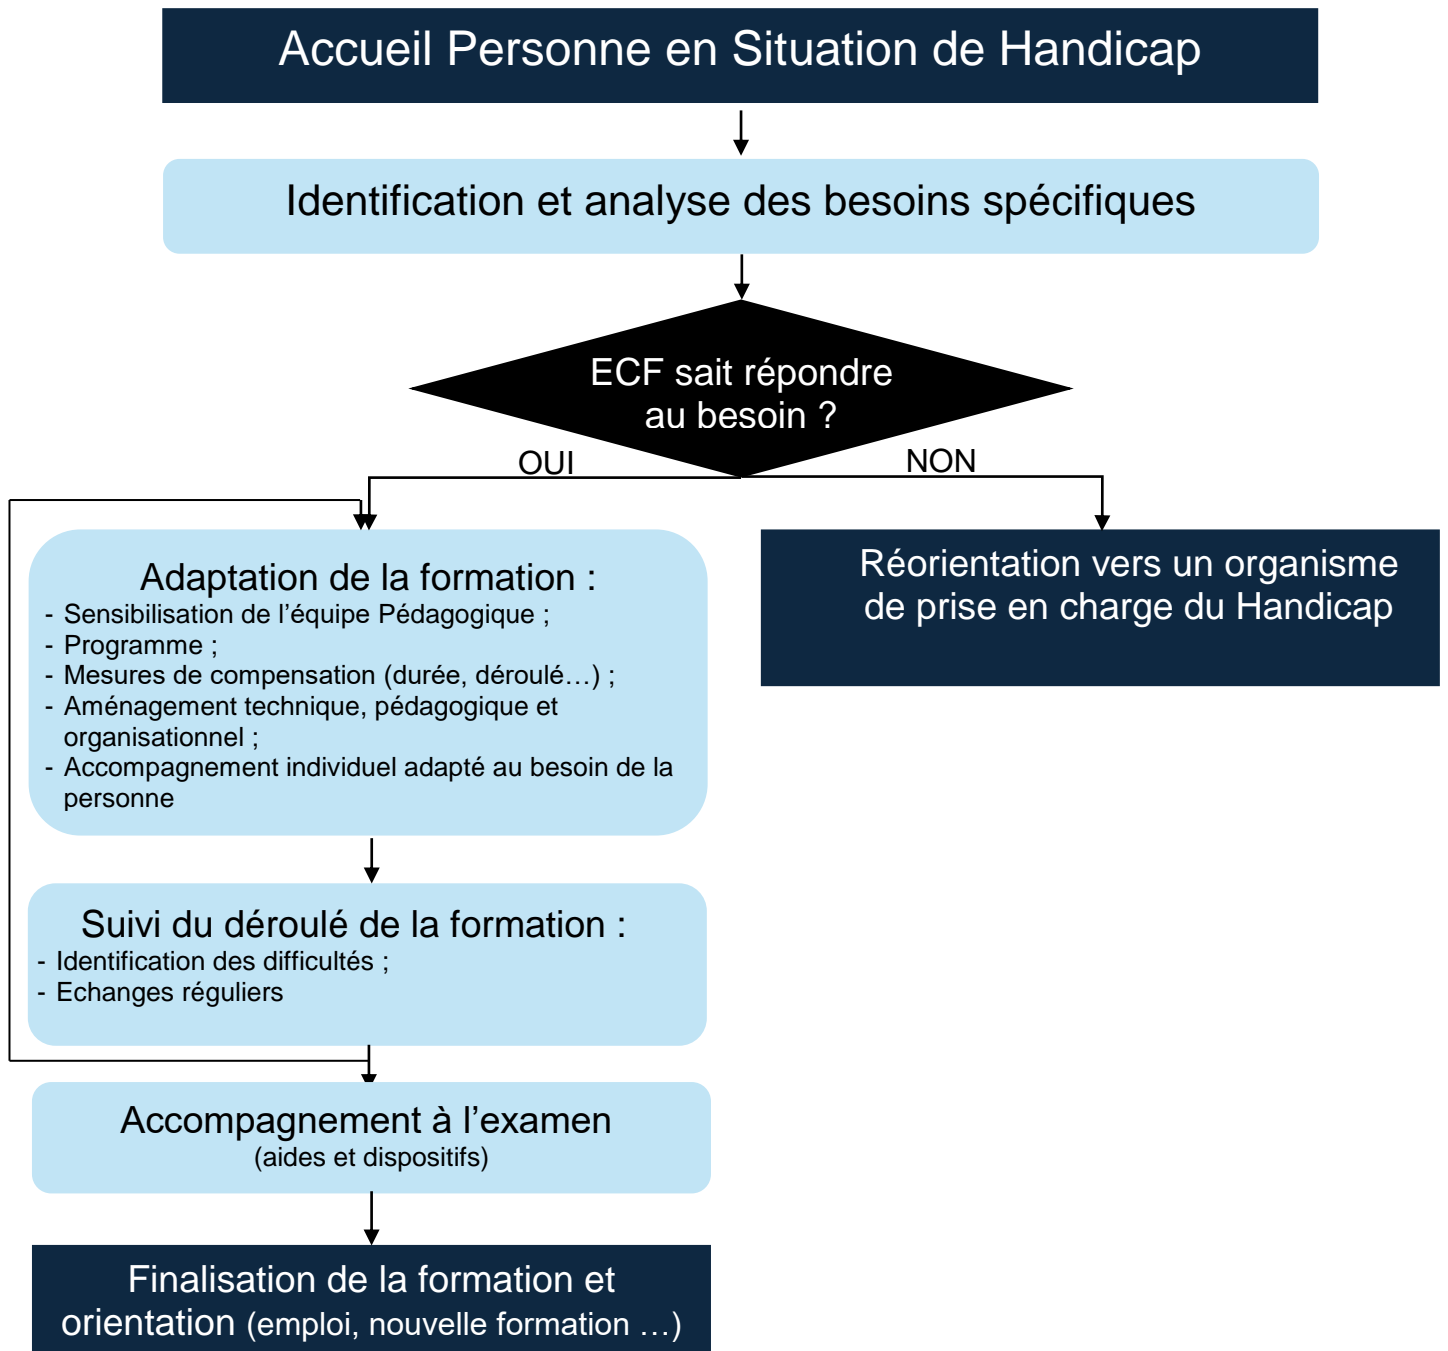 Accueil Personne en Situation de Handicap
Identification et analyse des besoins spécifiques
ECF sait répondre
au besoin ?
OUI
NON
Adaptation de la formation :
- Sensibilisation de l’équipe Pédagogique ;
- Programme ;
- Mesures de compensation (durée, déroulé…) ;
- Aménagement technique, pédagogique et
organisationnel ;
- Accompagnement individuel adapté au besoin de la
personne
Réorientation vers un organisme
de prise en charge du Handicap
Suivi du déroulé de la formation :
- Identification des difficultés ;
- Echanges réguliers
Accompagnement à l’examen
(aides et dispositifs)
Finalisation de la formation et
orientation (emploi, nouvelle formation …)